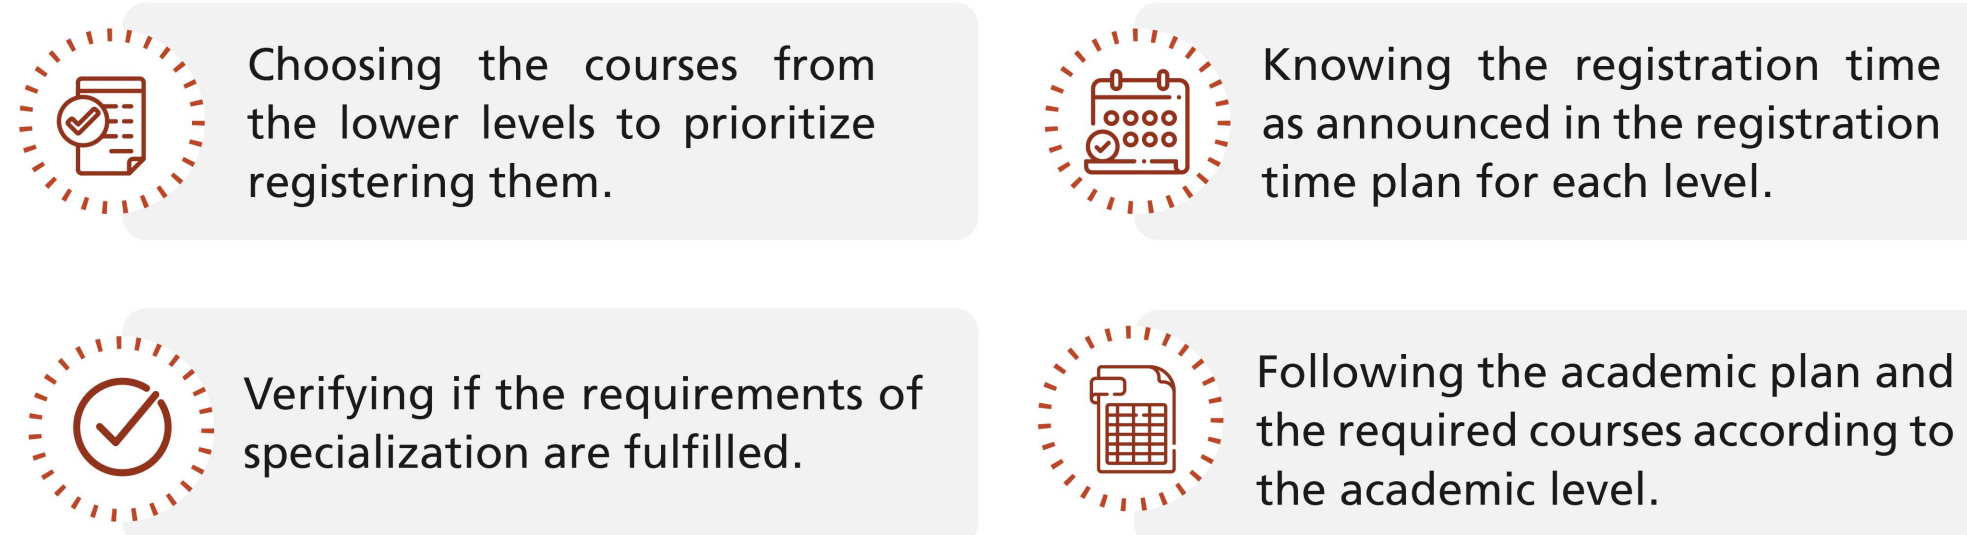 Choosing the courses from
the lower levels to prioritize
registering them.
Knowing the registration time
as announced in the registration
time plan for each level.
Verifying if the requirements of
specialization are fulfilled.
Following the academic plan and
the required courses according to
the academic level.